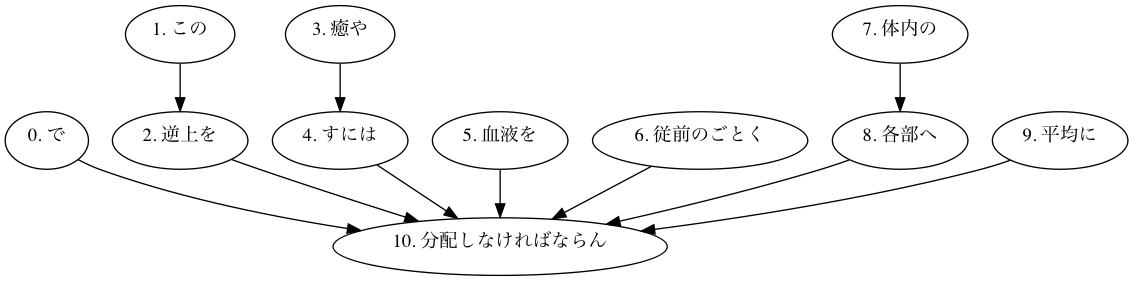 1. この
3. 癒や
7. 体内の
0. で
2. 逆上を
4. すには
5. 血液を
6. 従前のごとく
8. 各部へ
9. 平均に
10. 分配しなければならん